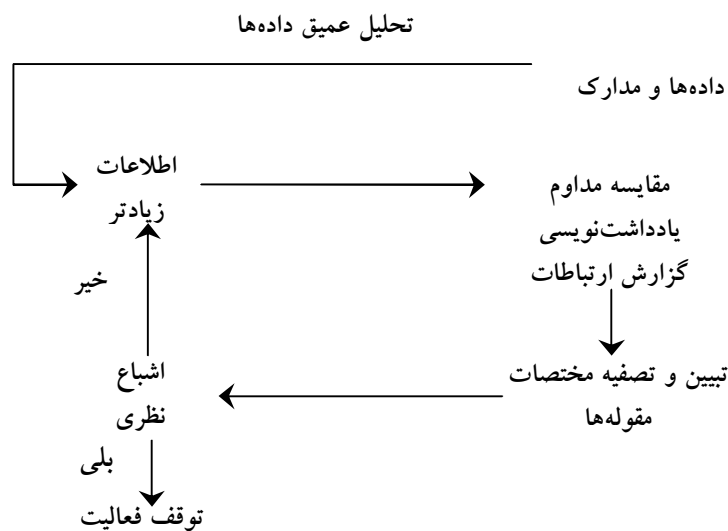 تحلیل عمیق داده‌ها
داده‌ها و مدارک
اطلاعات
زیادتر
مقایسه مداوم
یادداشت‌نویسی
گزارش ارتباطات
خیر
تبیین و تصفیه مختصات
مقوله‌ها
اشباع
نظری
بلی
توقف فعالیت